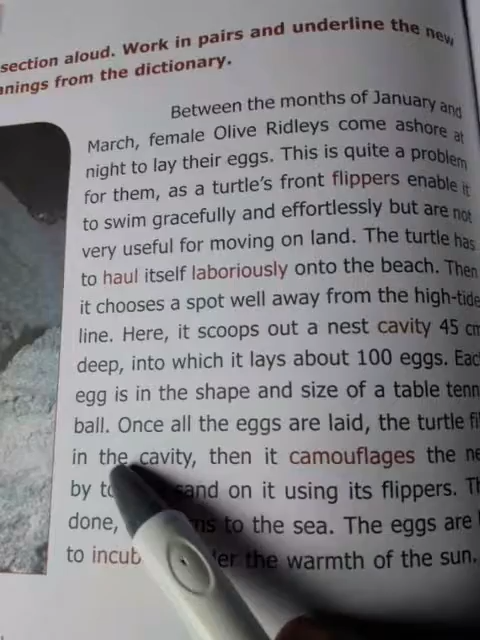 section aloud. Work in pairs and underline the new
anings from the dictionary.
Between the months of January and
March, female Olive Ridleys come ashore at
night to lay their eggs. This is quite a problem
for them, as a turtle's front flippers enable it
to swim gracefully and effortlessly but are not
very useful for moving on land. The turtle has
to haul itself laboriously onto the beach. Then
it chooses a spot well away from the high-tide
line. Here, it scoops out a nest cavity 45 cm
deep, into which it lays about 100 eggs. Eac
egg is in the shape and size of a table tenn
ball. Once all the eggs are laid, the turtle fi
in the cavity, then it camouflages the ne
by to sand on it using its flippers. Th
done, ns to the sea. The eggs are
to incub er the warmth of the sun.